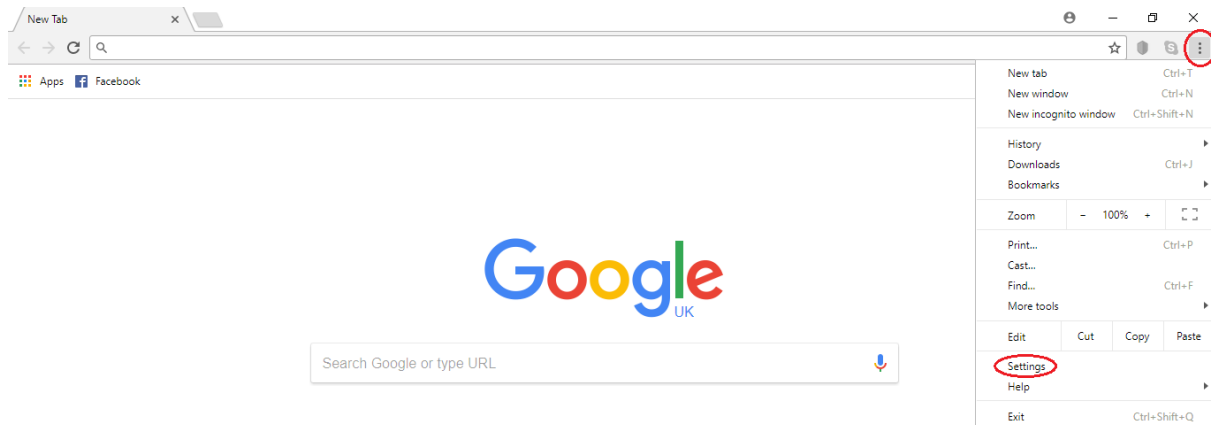 New Tab
Apps Facebook
New tab Ctrl+T
New window Ctrl+N
New incognito window Ctrl+Shift+N
History
Downloads Ctrl+J
Bookmarks
Zoom - 100% +
Print... Ctrl+P
Cast...
Find... Ctrl+F
More tools
Edit Cut Copy Paste
Settings
Help
Exit Ctrl+Shift+Q
Google
UK
Search Google or type URL